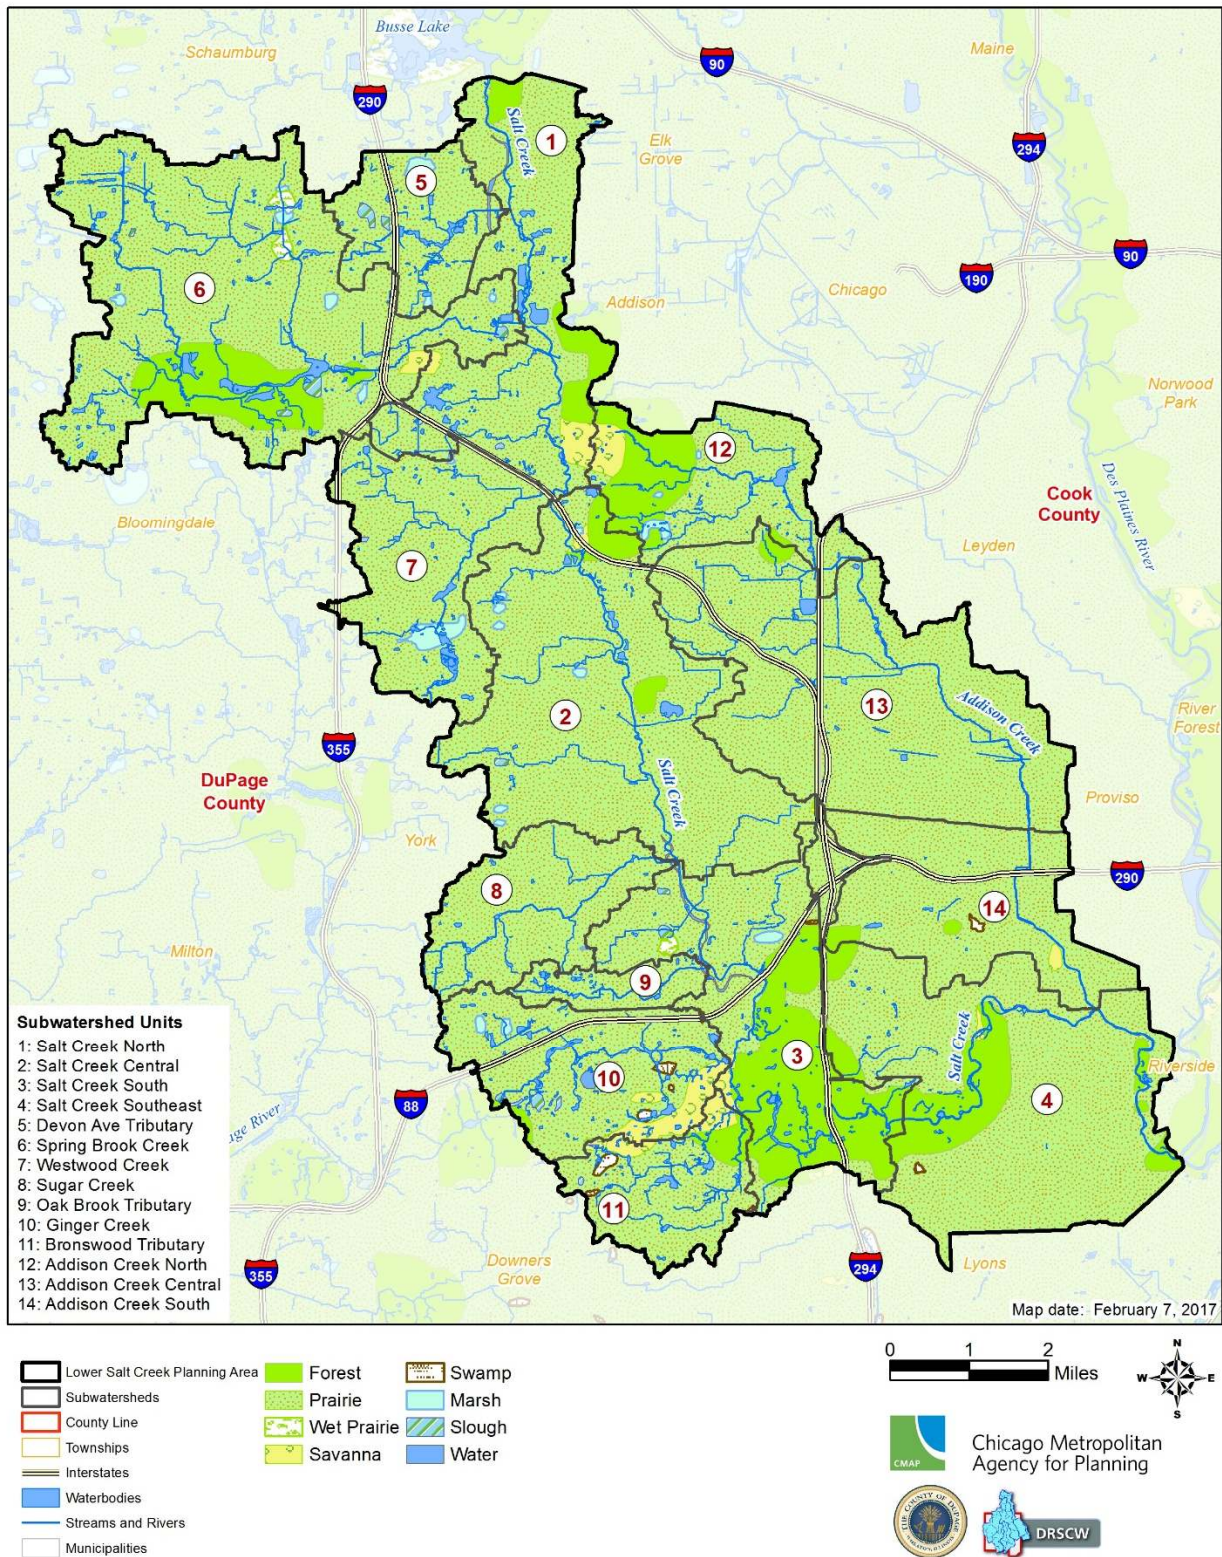 Busse Lake
Schaumburg
Maine
90
290
Salt Creek
1
Elk
Grove
294
5
90
6
190
Chicago
Addison
Norwood
Park
12
Des Plaines River
Cook
County
Bloomingdale
Leyden
7
13
Addison Creek
River
Forest
2
355
Salt Creek
DuPage
County
Proviso
York
290
8
14
Milton
9
Subwatershed Units
1: Salt Creek North
2: Salt Creek Central
3: Salt Creek South
4: Salt Creek Southeast
5: Devon Ave Tributary
6: Spring Brook Creek
7: Westwood Creek
8: Sugar Creek
9: Oak Brook Tributary
10: Ginger Creek
11: Bronswood Tributary
12: Addison Creek North
13: Addison Creek Central
14: Addison Creek South
Salt Creek
3
Riverside
10
4
88
age River
11
Downers
Grove
355
294
Lyons
Map date: February 7, 2017
Lower Salt Creek Planning Area
Subwatersheds
County Line
Townships
Interstates
Waterbodies
Streams and Rivers
Municipalities
Forest
Prairie
Wet Prairie
Savanna
Swamp
Marsh
Slough
Water
0 1 2
Miles
N
W E
S
CMAP
Chicago Metropolitan
Agency for Planning
THE COUNTY OF DUPAGE
DRSCW